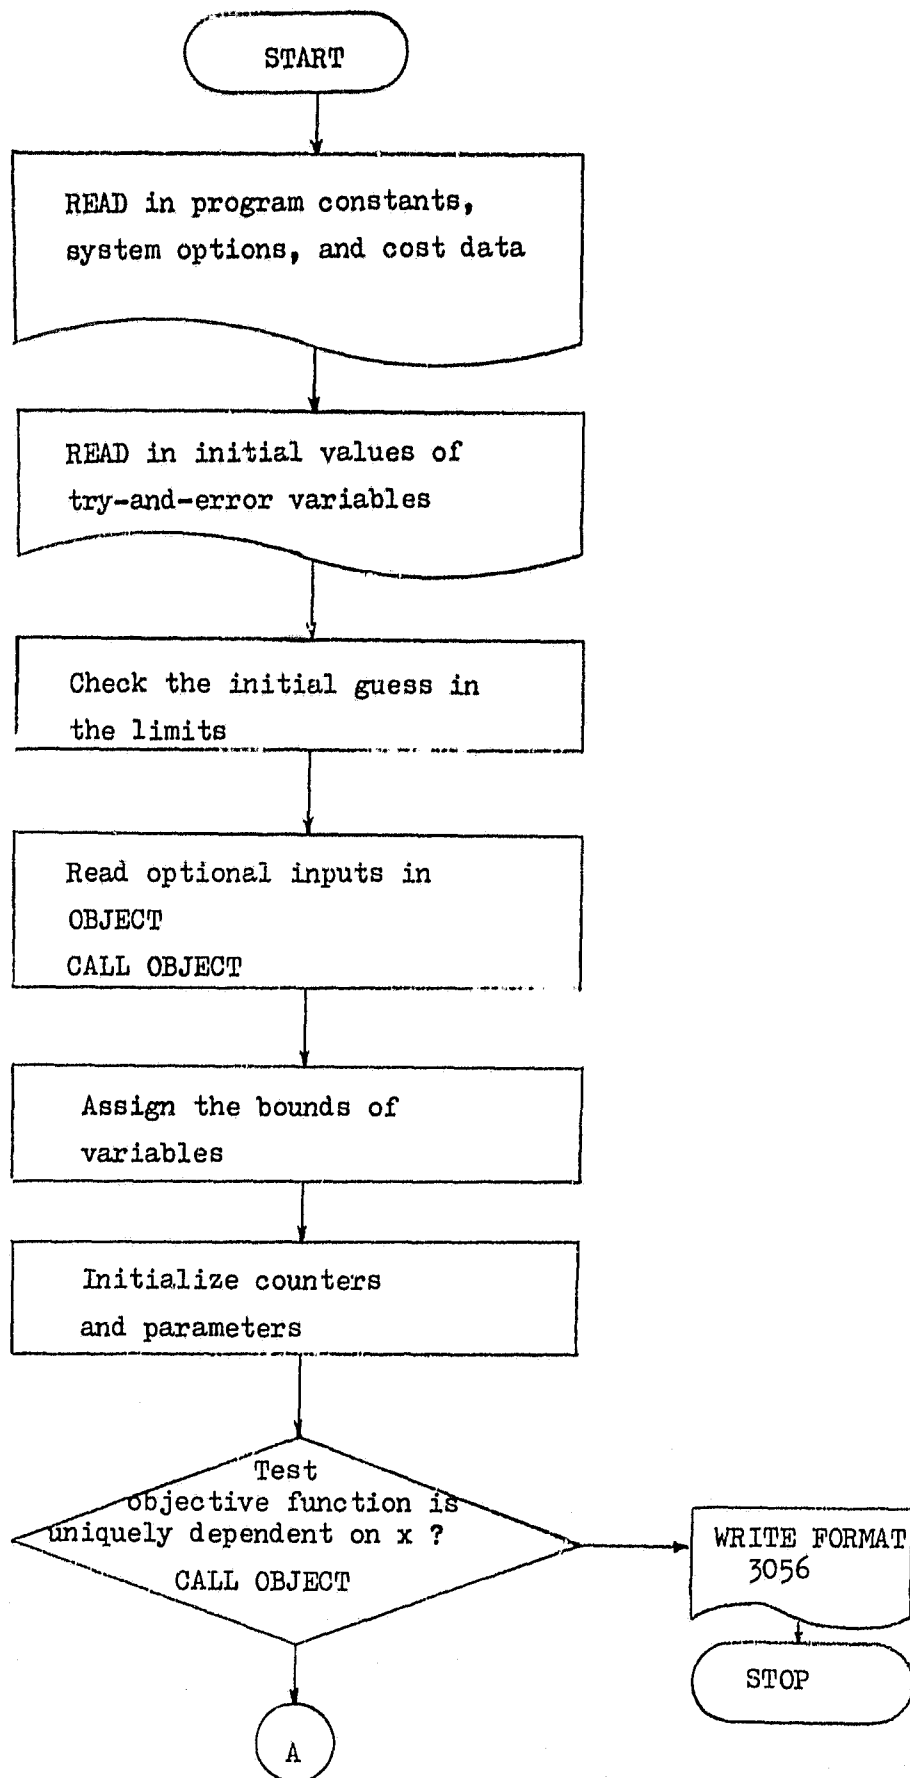 START
READ in program constants,
system options, and cost data
READ in initial values of
try-and-error variables
Check the initial guess in
the limits
Read optional inputs in
OBJECT
CALL OBJECT
Assign the bounds of
variables
Initialize counters
and parameters
Test
objective function is
uniquely dependent on x ?
CALL OBJECT
WRITE FORMAT
3056
STOP
A